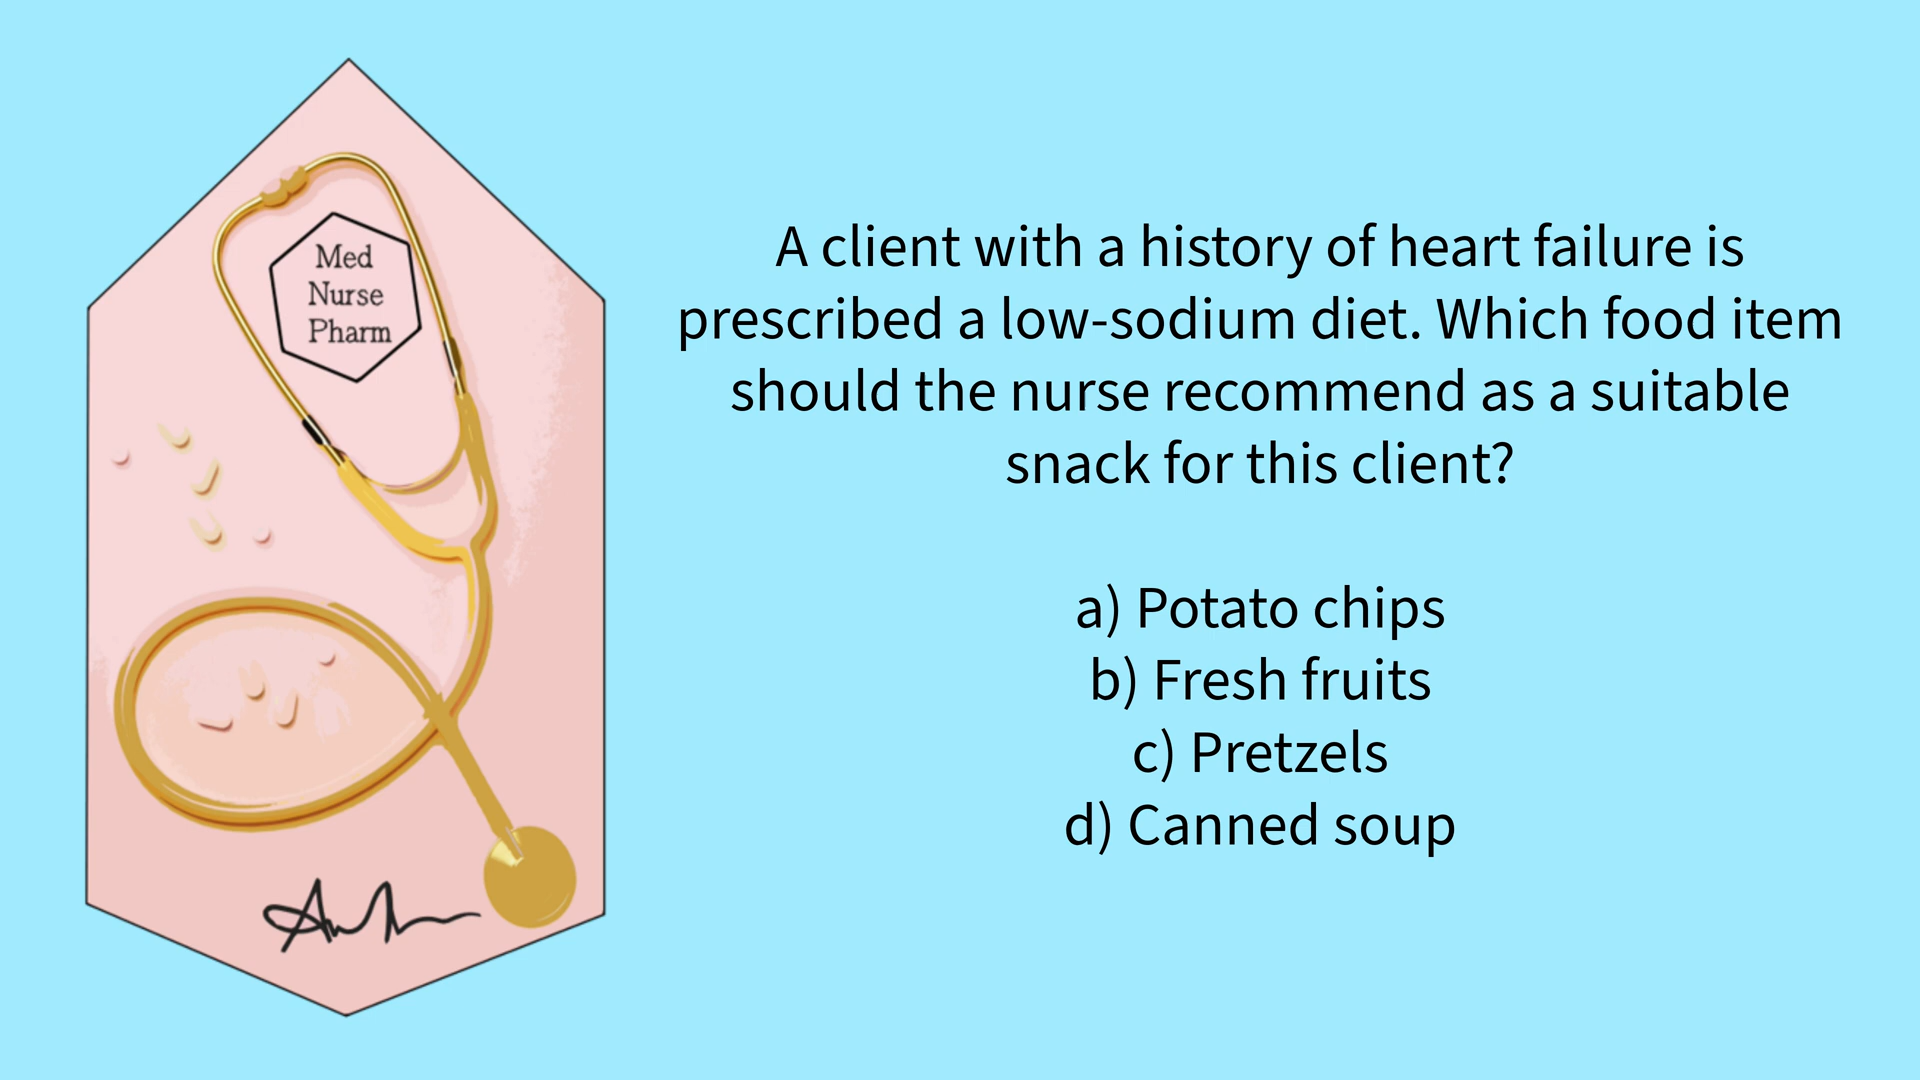 Med
Nurse
Pharm
A client with a history of heart failure is
prescribed a low-sodium diet. Which food item
should the nurse recommend as a suitable
snack for this client?
a) Potato chips
b) Fresh fruits
c) Pretzels
d) Canned soup